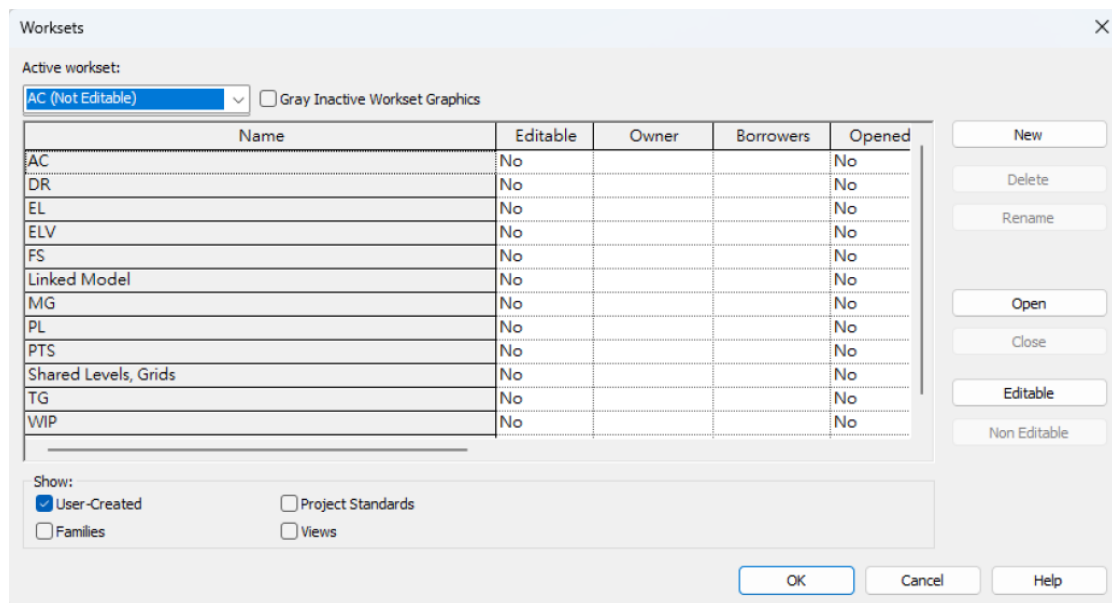 Worksets
Active workset:
AC (Not Editable)
Gray Inactive Workset Graphics
Name Editable Owner Borrowers Opened
AC No No
DR No No
EL No No
ELV No No
FS No No
Linked Model No No
MG No No
PL No No
PTS No No
Shared Levels, Grids No No
TG No No
WIP No No
New
Delete
Rename
Open
Close
Editable
Non Editable
Show:
User-Created Project Standards
Families Views
OK Cancel Help